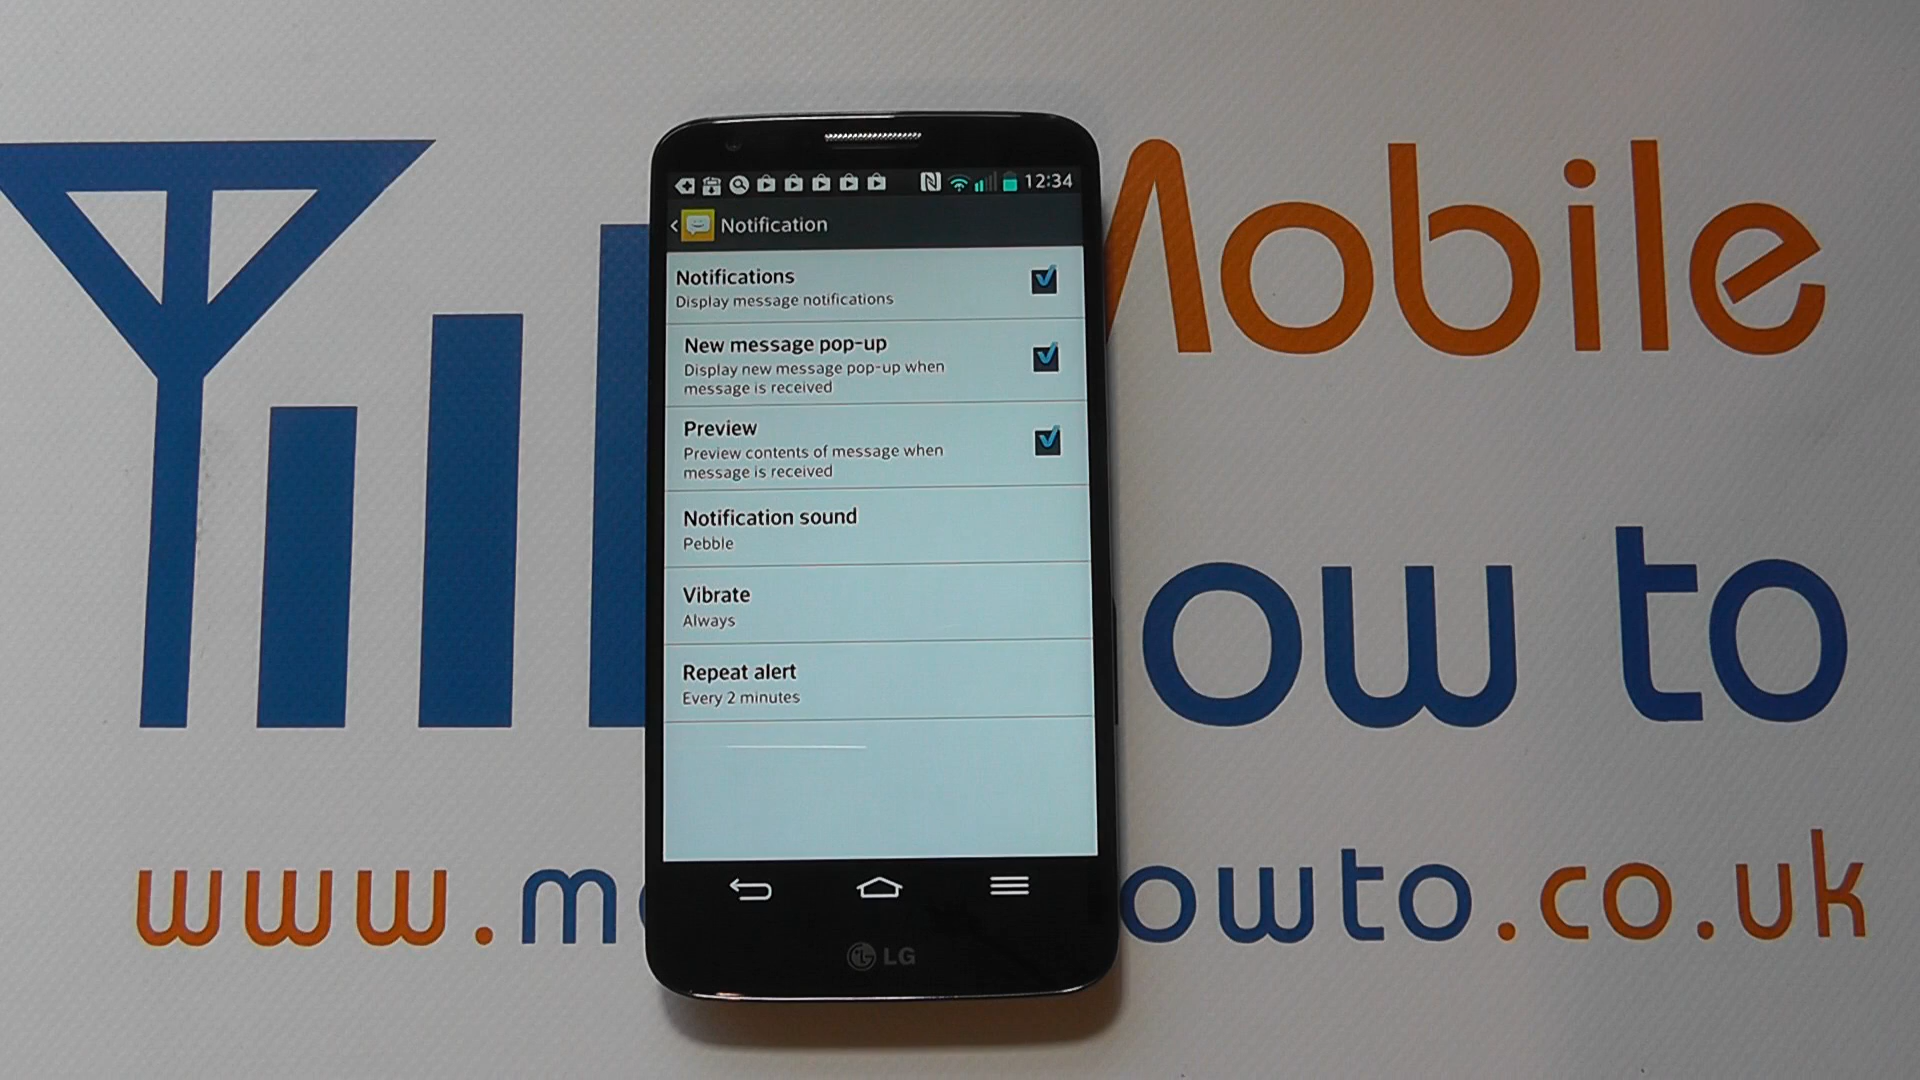 12:34
Notification
Notifications
Display message notifications
New message pop-up
Display new message pop-up when
message is received
Preview
Preview contents of message when
message is received
Notification sound
Pebble
Vibrate
Always
Repeat alert
Every 2 minutes
LG
Mobile
ow to
www.m owto.co.uk